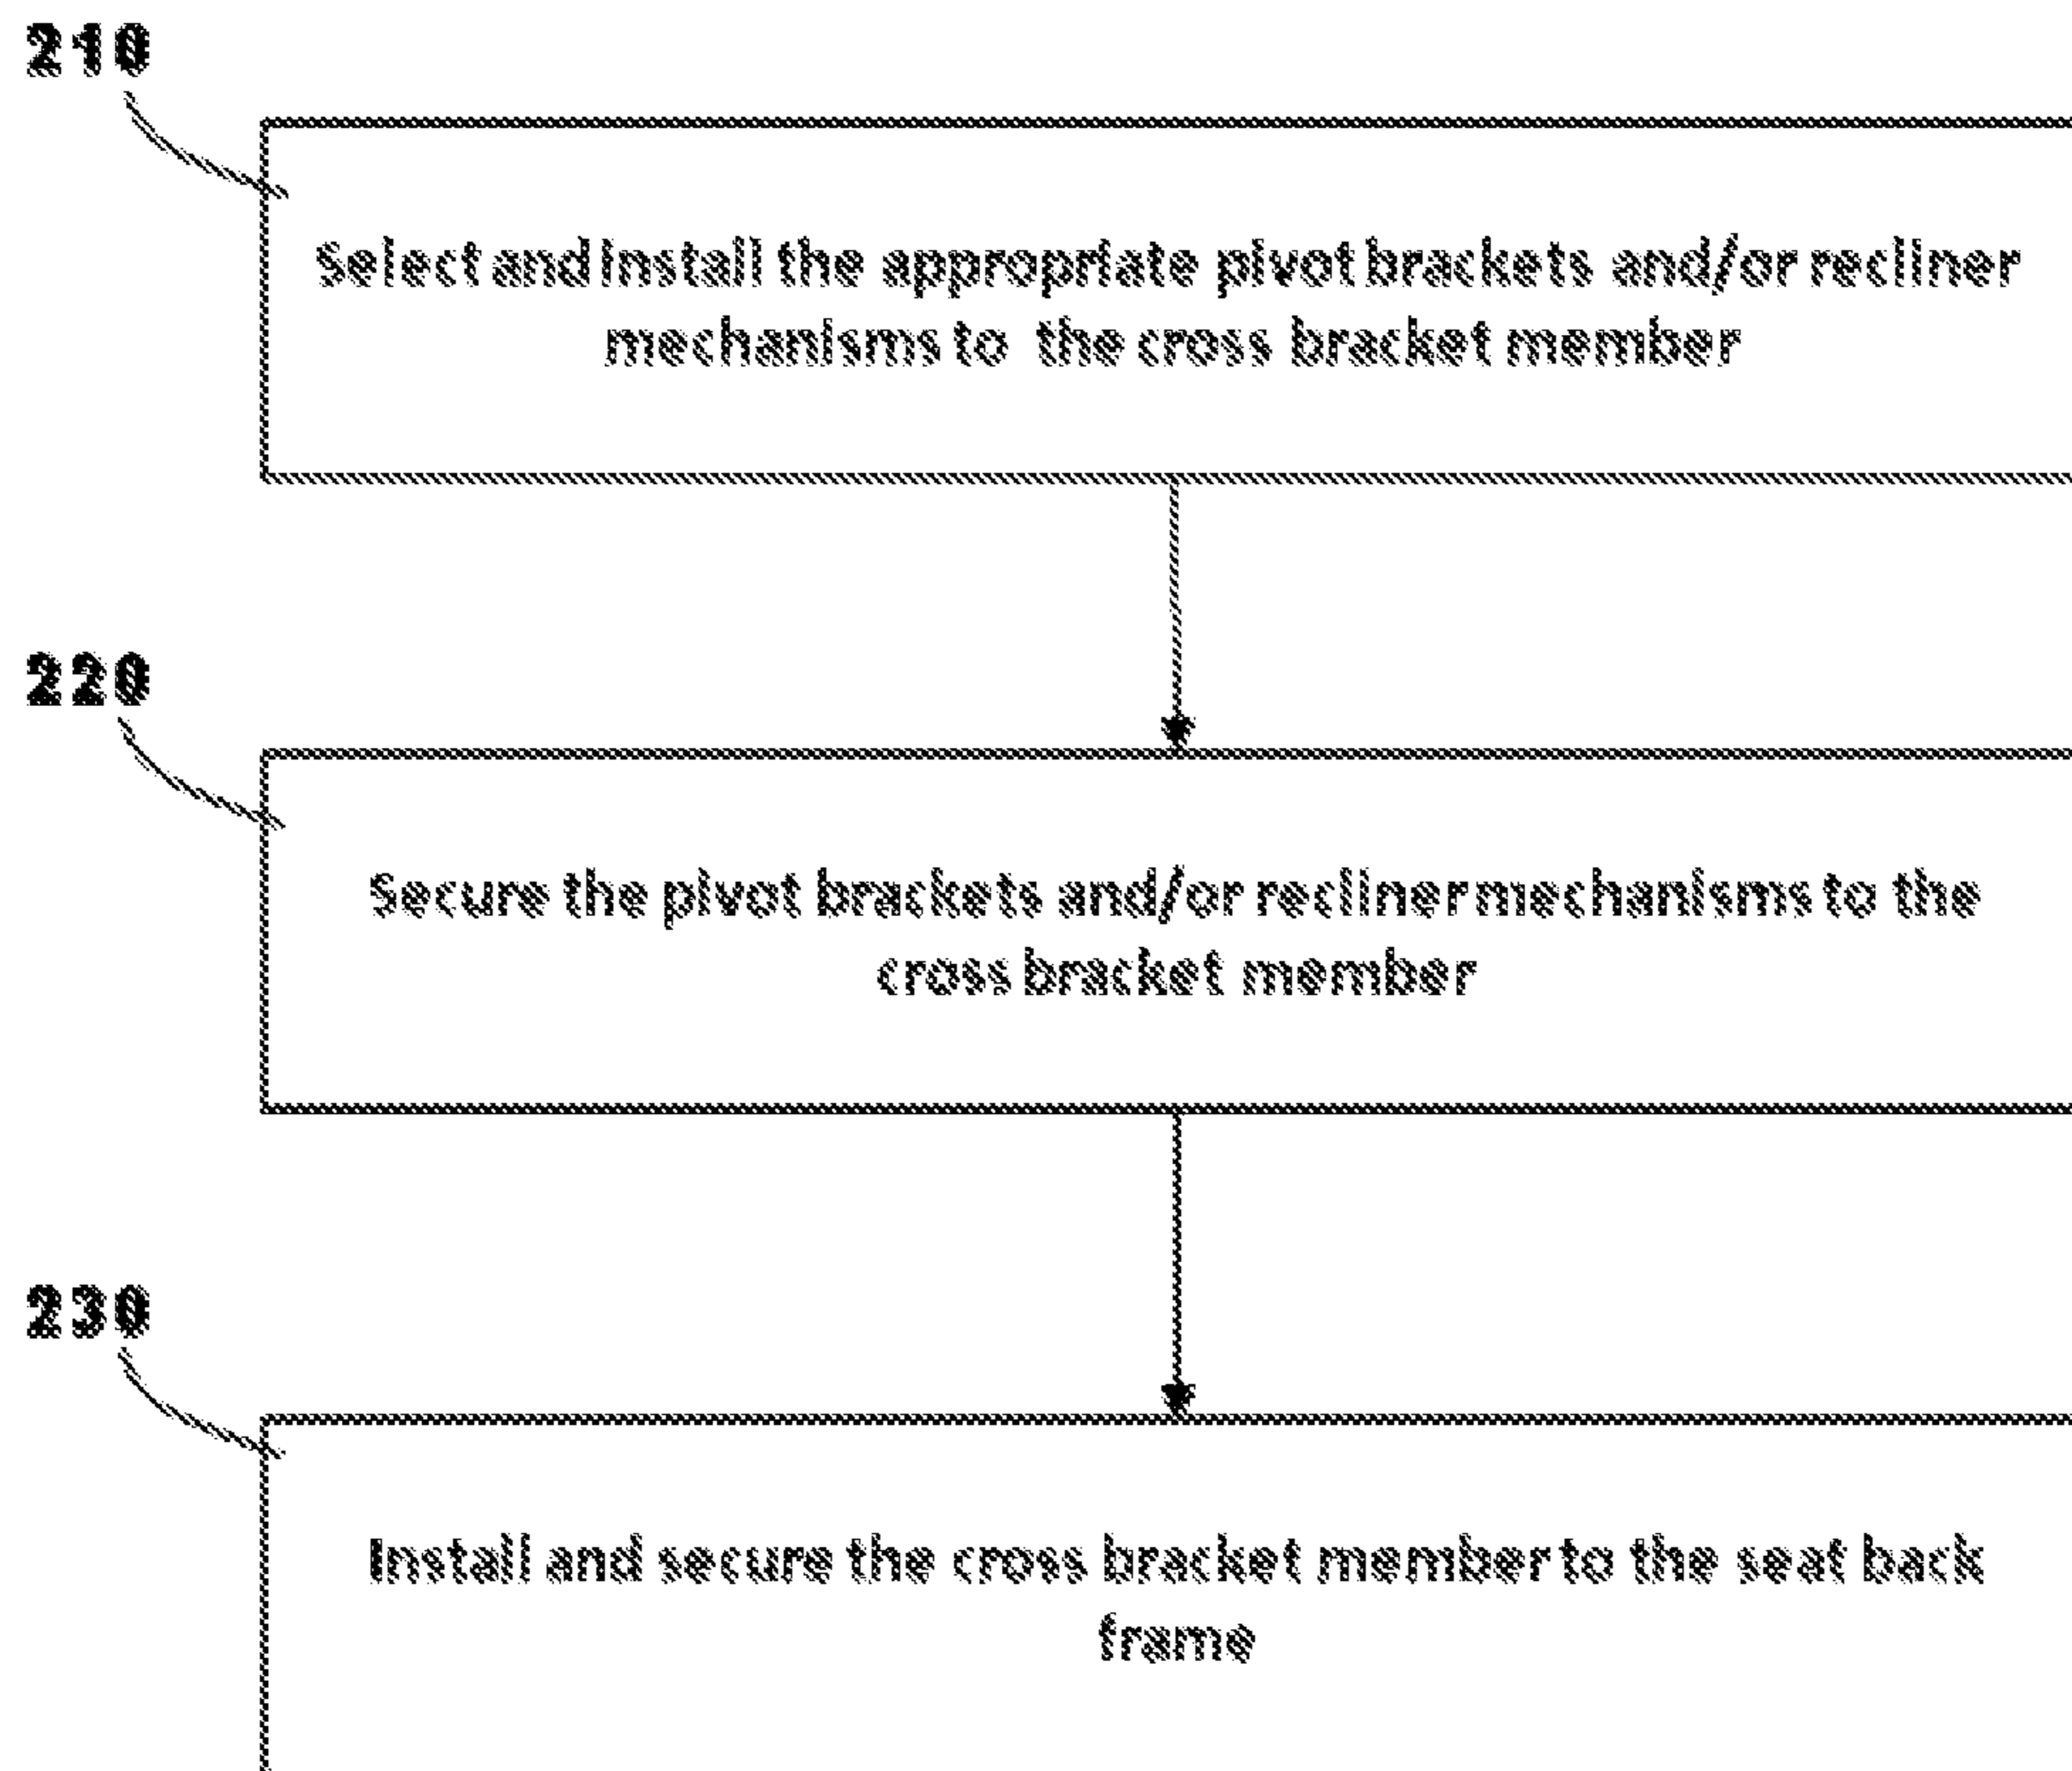 210
Select and install the appropriate pivot brackets and/or recliner
mechanisms to the cross bracket member
220
Secure the pivot brackets and/or recliner mechanisms to the
cross bracket member
230
Install and secure the cross bracket member to the seat back
frame